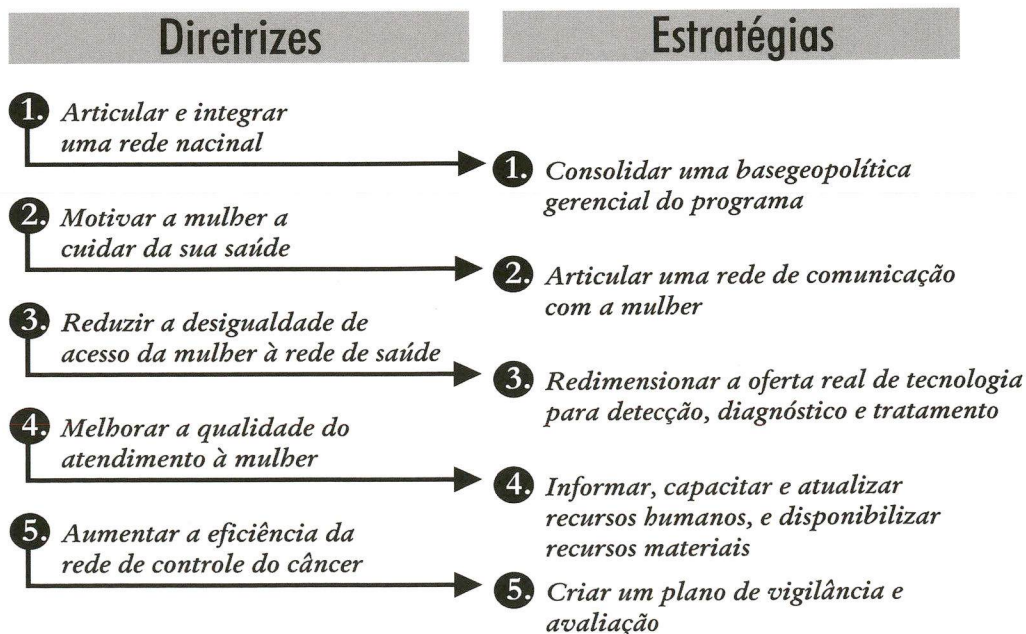 Diretrizes
1. Articular e integrar
uma rede nacinal
2. Motivar a mulher a
cuidar da sua saúde
3. Reduzir a desigualdade de
acesso da mulher à rede de saúde
4. Melhorar a qualidade do
atendimento à mulher
5. Aumentar a eficiência da
rede de controle do câncer
Estratégias
1. Consolidar uma basegeopolítica
gerencial do programa
2. Articular uma rede de comunicação
com a mulher
3. Redimensionar a oferta real de tecnologia
para detecção, diagnóstico e tratamento
4. Informar, capacitar e atualizar
recursos humanos, e disponibilizar
recursos materiais
5. Criar um plano de vigilância e
avaliação